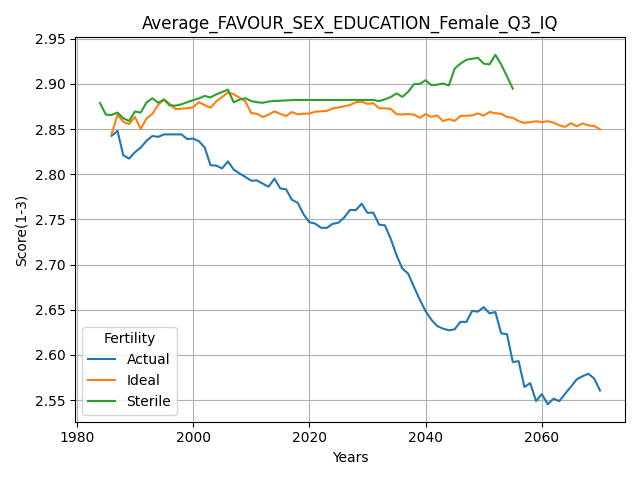 Average_FAVOUR_SEX_EDUCATION_Female_Q3_IQ
Score(1-3)
2.95
2.90
2.85
2.80
2.75
2.70
2.65
2.60
2.55
Fertility
Actual
Ideal
Sterile
1980 2000 2020 2040 2060
Years